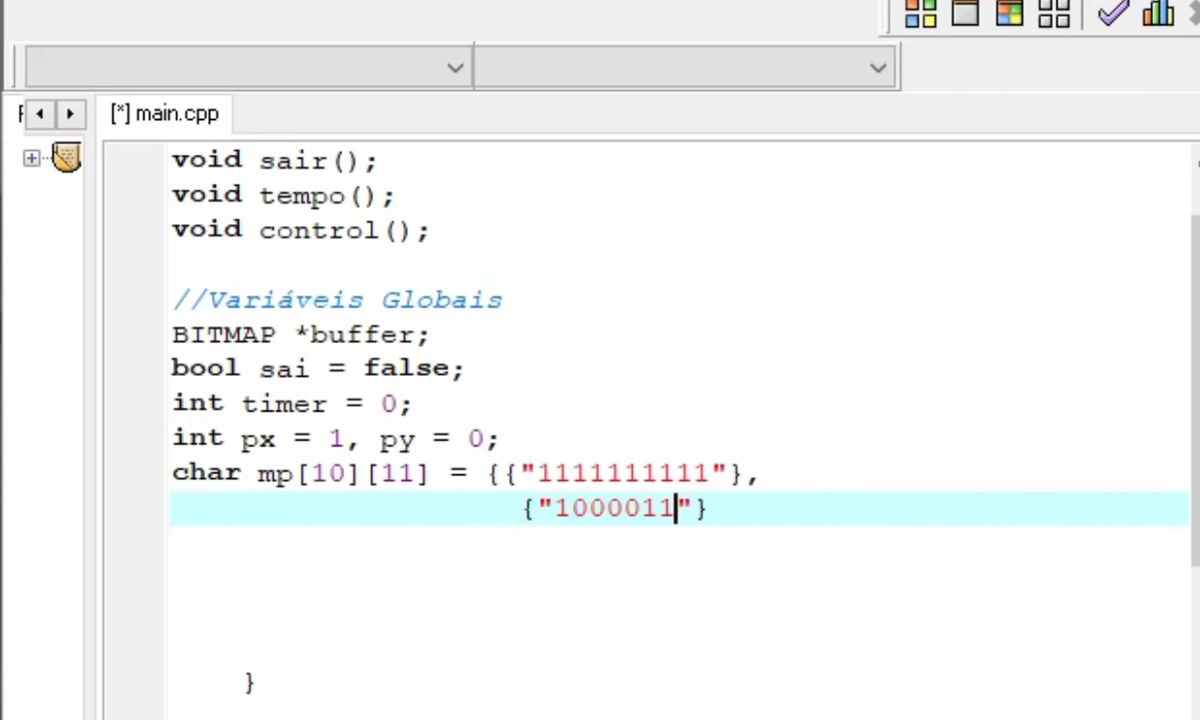 [*] main.cpp
void sair();
void tempo();
void control();
//Variáveis Globais
BITMAP *buffer;
bool sai = false;
int timer = 0;
int px = 1, py = 0;
char mp[10][11] = {{"1111111111"},
{"1000011"}
}